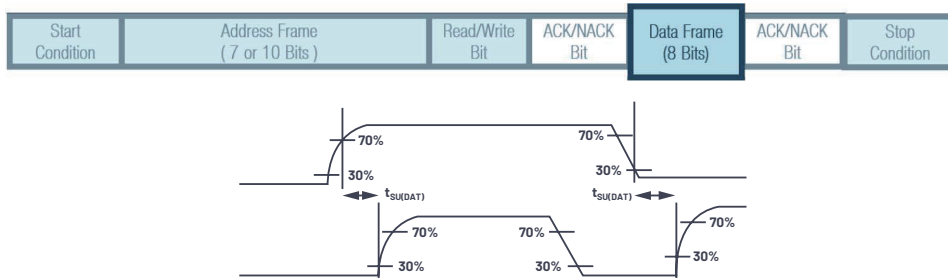 Start
Condition
Address Frame
( 7 or 10 Bits )
Read/Write
Bit
ACK/NACK
Bit
Data Frame
(8 Bits)
ACK/NACK
Bit
Stop
Condition
70%
30%
70%
30%
tSU(DAT)
tSU(DAT)
70%
30%
70%
30%
70%
30%